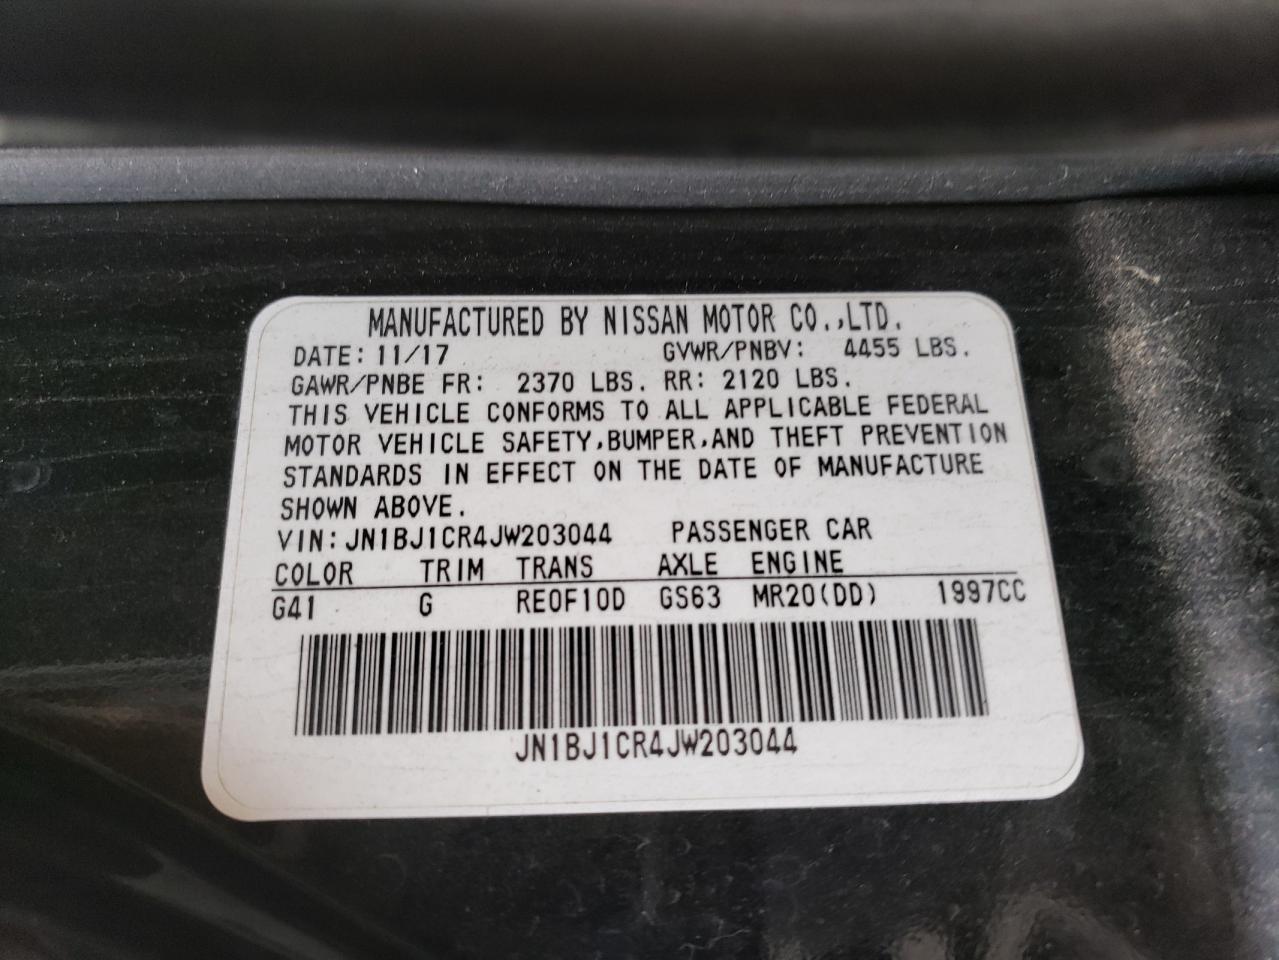 MANUFACTURED BY NISSAN MOTOR CO.,LTD.
DATE: 11/17 GVWR/PNBV: 4455 LBS.
GAWR/PNBE FR: 2370 LBS. RR: 2120 LBS.
THIS VEHICLE CONFORMS TO ALL APPLICABLE FEDERAL
MOTOR VEHICLE SAFETY,BUMPER,AND THEFT PREVENTION
STANDARDS IN EFFECT ON THE DATE OF MANUFACTURE
SHOWN ABOVE.
VIN:JN1BJ1CR4JW203044 PASSENGER CAR
COLOR TRIM TRANS AXLE ENGINE
G41 G RE0F10D GS63 MR20(DD) 1997CC
JN1BJ1CR4JW203044